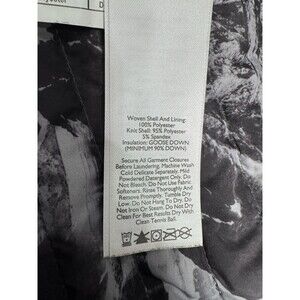 Woven Shell And Lining:
100% Polyester
Knit Shell: 95% Polyester
5% Spandex
Insulation: GOOSE DOWN
(MINIMUM 90% DOWN)
Secure All Garment Closures
Before Laundering. Machine Wash
Cold Delicate Separately. Mild
Powdered Detergent Only. Do
Not Bleach. Do Not Use Fabric
Softeners. Rinse Thoroughly And
Remove Promptly. Tumble Dry
Low. Do Not Hang To Dry. Do
Not Iron Or Steam. Do Not Dry
Clean For Best Results Dry With
Clean Tennis Ball.